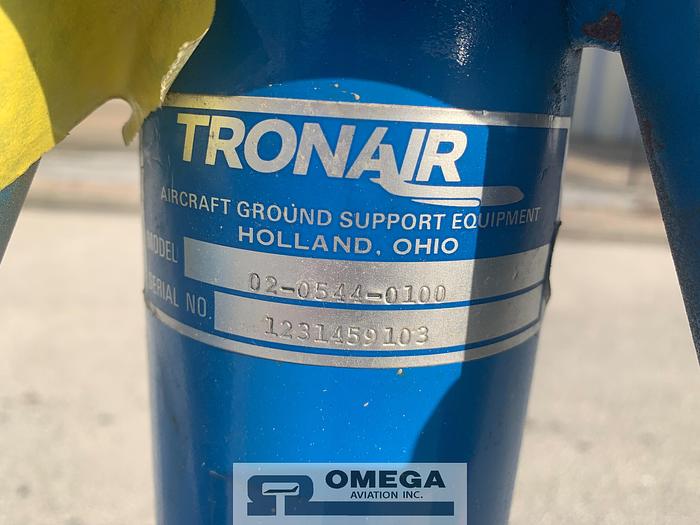 TRONAIR
AIRCRAFT GROUND SUPPORT EQUIPMENT
HOLLAND, OHIO
MODEL 02-0544-0100
SERIAL NO. 1231459103
OMEGA
AVIATION INC.